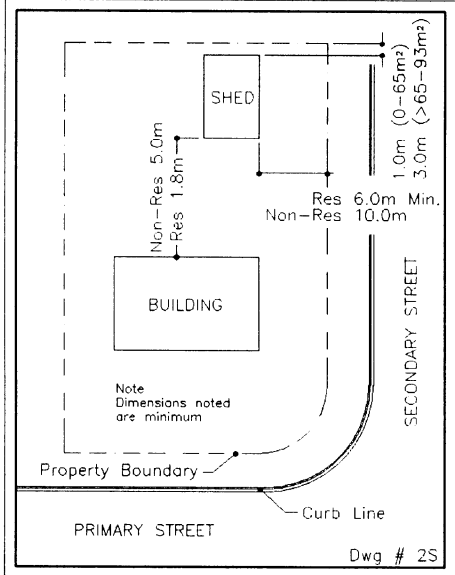 SHED
1.0m (0-65m²)
3.0m (>65-93m²)
Non-Res 5.0m
Res 1.8m
Res 6.0m Min.
Non-Res 10.0m
BUILDING
SECONDARY STREET
Note
Dimensions noted
are minimum
Property Boundary
Curb Line
PRIMARY STREET
Dwg # 2S